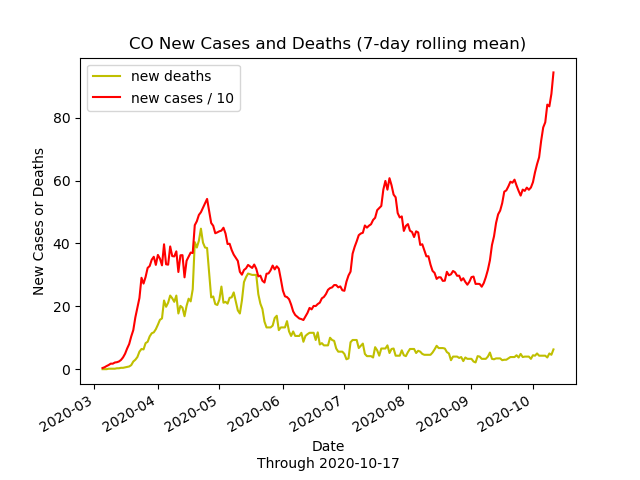 CO New Cases and Deaths (7-day rolling mean)
new deaths
new cases / 10
New Cases or Deaths
80
60
40
20
0
2020-03
2020-04
2020-05
2020-06
2020-07
2020-08
2020-09
2020-10
Date
Through 2020-10-17